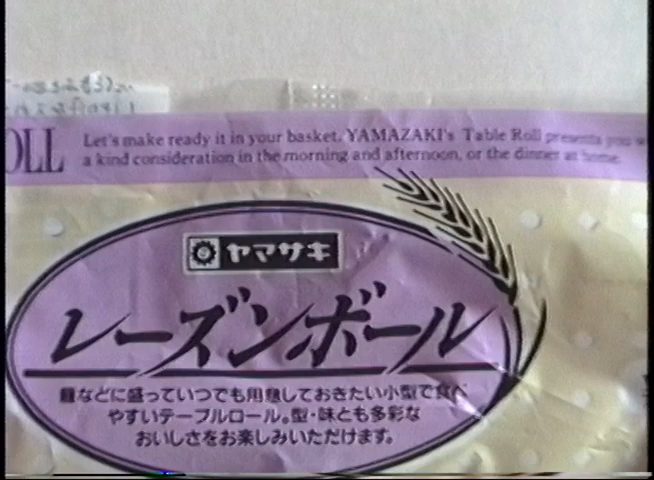 OLL
Let's make ready it in your basket. YAMAZAKI's Table Roll presents you
a kind consideration in the morning and afternoon, or the dinner at home.
ヤマザキ
レーズンボール
籠などに盛っていつでも用意しておきたい小型で食べ
やすいテーブルロール。型・味とも多彩な
おいしさをお楽しみいただけます。